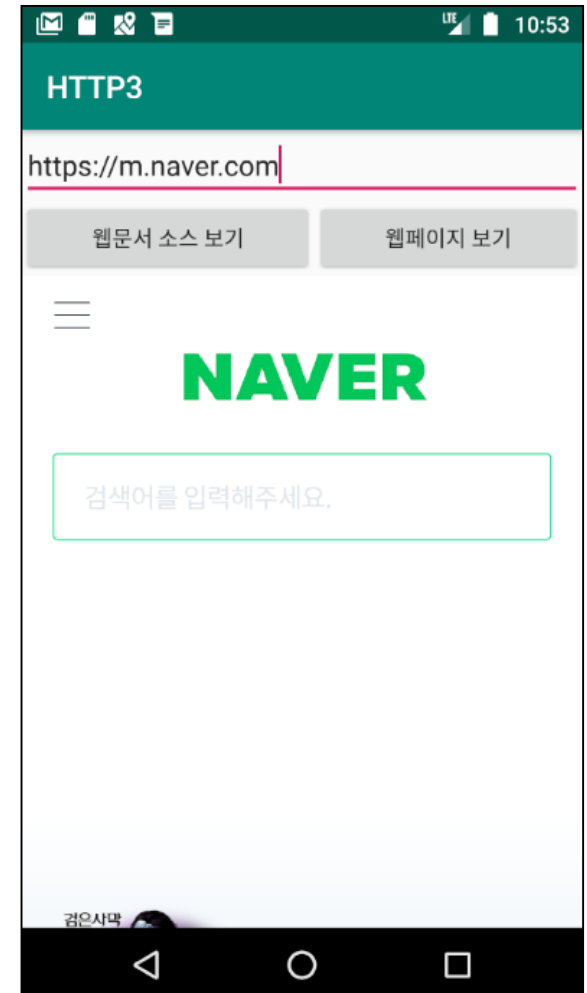 LTE 10:53
HTTP3
https://m.naver.com
웹문서 소스 보기 웹페이지 보기
NAVER
검색어를 입력해주세요.
검은사막